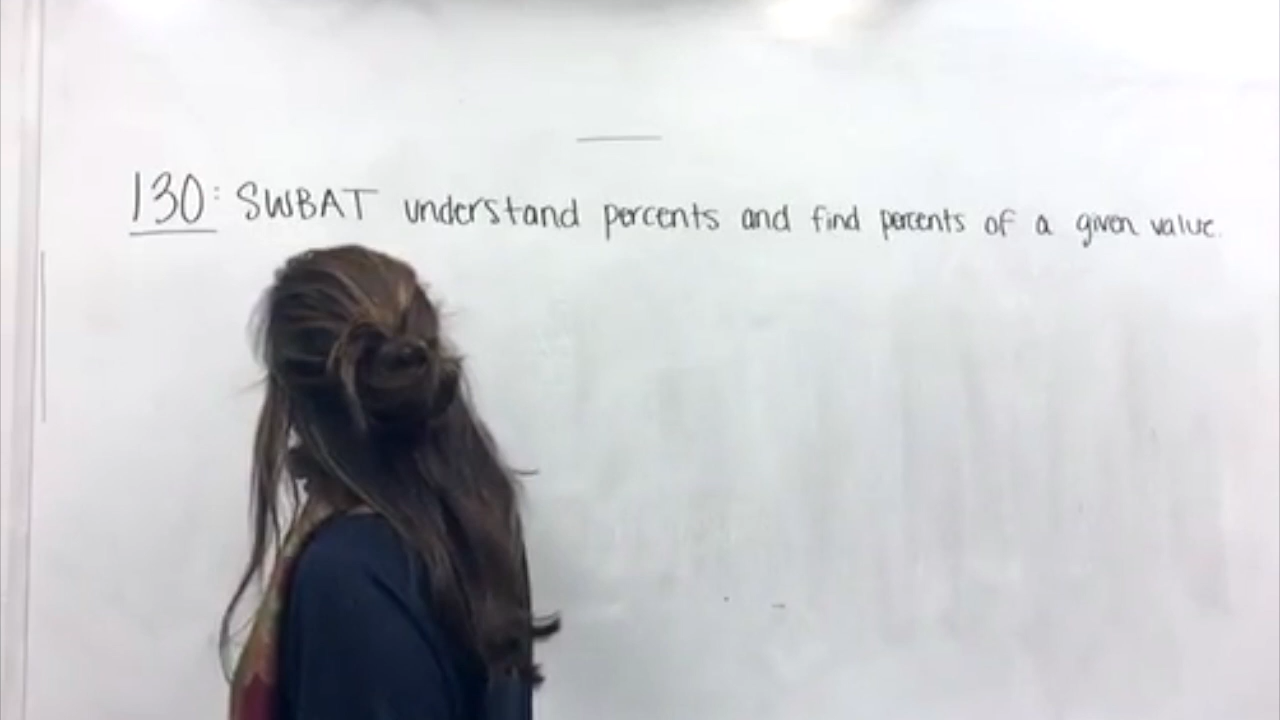 130: SWBAT understand percents and find percents of a given value.